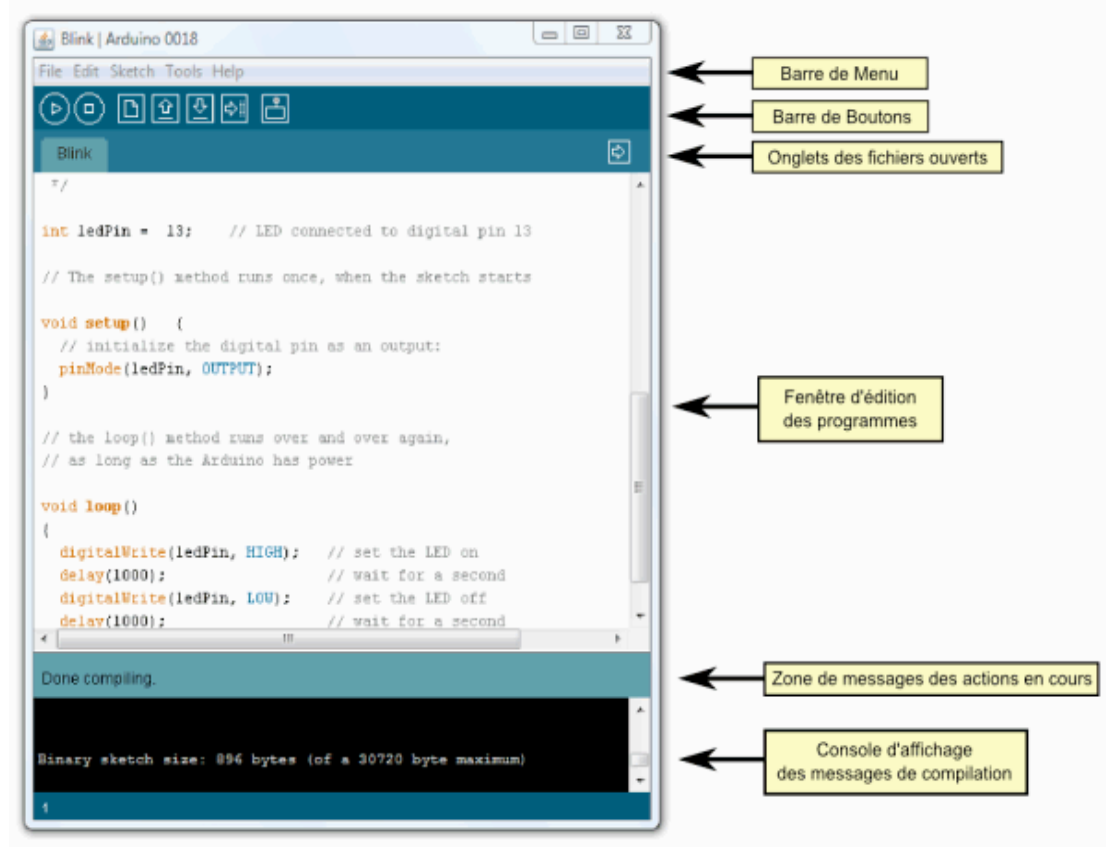 Blink | Arduino 0018
File Edit Sketch Tools Help
Barre de Menu
Barre de Boutons
Blink
Onglets des fichiers ouverts
*/
int ledPin = 13; // LED connected to digital pin 13
// The setup() method runs once, when the sketch starts
void setup() {
// initialize the digital pin as an output:
pinMode(ledPin, OUTPUT);
}
Fenêtre d'édition
des programmes
// the loop() method runs over and over again,
// as long as the Arduino has power
void loop()
{
digitalWrite(ledPin, HIGH); // set the LED on
delay(1000); // wait for a second
digitalWrite(ledPin, LOW); // set the LED off
delay(1000); // wait for a second
Done compiling.
Zone de messages des actions en cours
Binary sketch size: 896 bytes (of a 30720 byte maximum)
Console d'affichage
des messages de compilation
1